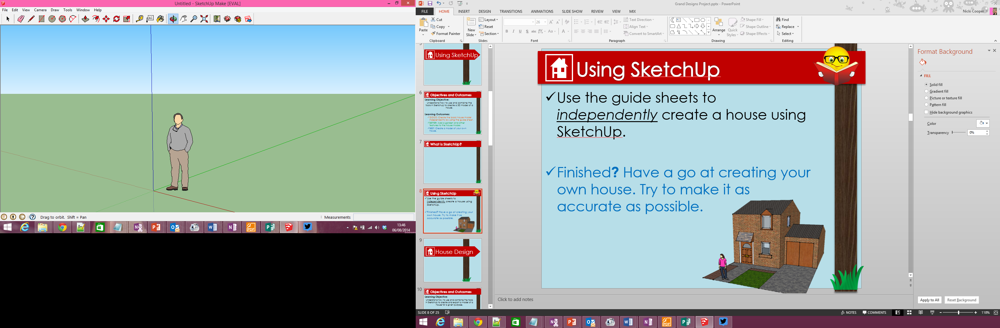 Untitled - SketchUp Make [EVAL]
File Edit View Camera Draw Tools Window Help
Drag to orbit. Shift = Pan
Measurements
13:46
06/08/2014
Grand Designs Project.pptx - PowerPoint
FILE HOME INSERT DESIGN TRANSITIONS ANIMATIONS SLIDE SHOW REVIEW VIEW MIX
Nicki Cooper
Paste
Cut
Copy
Format Painter
Clipboard
New
Slide
Layout
Reset
Section
Slides
26
Font
Text Direction
Align Text
Convert to SmartArt
Paragraph
Arrange
Quick
Styles
Shape Fill
Shape Outline
Shape Effects
Drawing
Find
Replace
Select
Editing
Using SketchUp
6
Objectives and Outcomes
Learning Objective:
Understand how to use and combine the
tools in Sketchup to create a 3D model of a
house.
Learning Outcomes:
GOOD: Create the basic house model
independently by using the guide sheet.
BETTER: Add a garden and other
features to the house model.
BEST: Create a model of your own
house.
7
What is SketchUp?
8
Using SketchUp
Use the guide sheets to
independently create a house using
SketchUp.
Finished? Have a go at creating your
own house. Try to make it as
accurate as possible.
9
House Design
10
Objectives and Outcomes
Learning Objective:
Understand how to use and combine the tools
in SketchUp to create and export a model of a
house for a given purpose.
Using SketchUp
✓Use the guide sheets to
independently create a house using
SketchUp.
✓Finished? Have a go at creating your
own house. Try to make it as
accurate as possible.
Click to add notes
Format Background
FILL
Solid fill
Gradient fill
Picture or texture fill
Pattern fill
Hide background graphics
Color
Transparency 0%
Apply to All
Reset Background
SLIDE 8 OF 25
NOTES
COMMENTS
110%